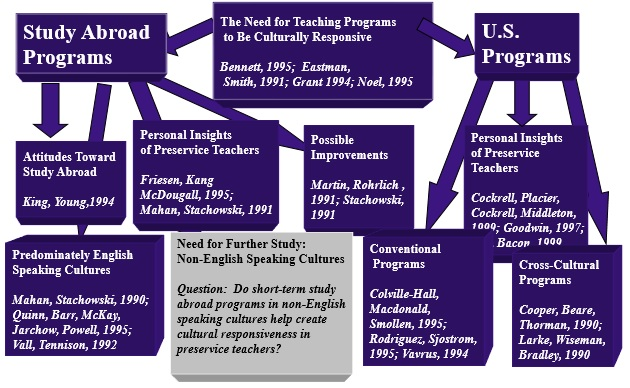 Study Abroad
Programs
The Need for Teaching Programs
to Be Culturally Responsive
Bennett, 1995; Eastman,
Smith, 1991; Grant 1994; Noel, 1995
U.S.
Programs
Attitudes Toward
Study Abroad
King, Young,1994
Personal Insights
of Preservice Teachers
Friesen, Kang
McDougall, 1995;
Mahan, Stachowski, 1991
Possible
Improvements
Martin, Rohrlich ,
1991; Stachowski,
1991
Personal Insights
of Preservice
Teachers
Cockrell, Placier,
Cockrell, Middleton,
1999; Goodwin, 1997;
Bacon, 1999
Predominately English
Speaking Cultures
Mahan, Stachowski, 1990;
Quinn, Barr, McKay,
Jarchow, Powell, 1995;
Vall, Tennison, 1992
Need for Further Study:
Non-English Speaking Cultures
Question: Do short-term study
abroad programs in non-English
speaking cultures help create
cultural responsiveness in
preservice teachers?
Conventional
Programs
Colville-Hall,
Macdonald,
Smollen, 1995;
Rodriguz, Sjostrom,
1995; Vavrus, 1994
Cross-Cultural
Programs
Cooper, Beare,
Thorman, 1990;
Larke, Wiseman,
Bradley, 1990